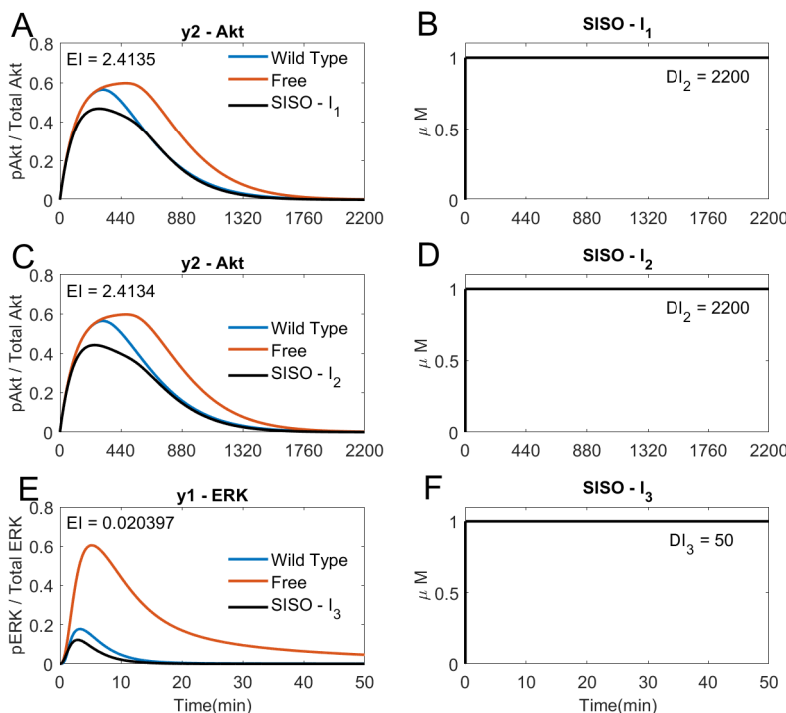 A
y2 - Akt
EI = 2.4135
Wild Type
Free
SISO - I1
pAkt / Total Akt
0.8
0.6
0.4
0.2
0
0 440 880 1320 1760 2200
B
SISO - I1
DI2 = 2200
μ M
1
0.5
0
0 440 880 1320 1760 2200
C
y2 - Akt
EI = 2.4134
Wild Type
Free
SISO - I2
pAkt / Total Akt
0.8
0.6
0.4
0.2
0
0 440 880 1320 1760 2200
D
SISO - I2
DI2 = 2200
μ M
1
0.5
0
0 440 880 1320 1760 2200
E
y1 - ERK
EI = 0.020397
Wild Type
Free
SISO - I3
pERK / Total ERK
0.8
0.6
0.4
0.2
0
0 10 20 30 40 50
Time(min)
F
SISO - I3
DI3 = 50
μ M
1
0.5
0
0 10 20 30 40 50
Time(min)